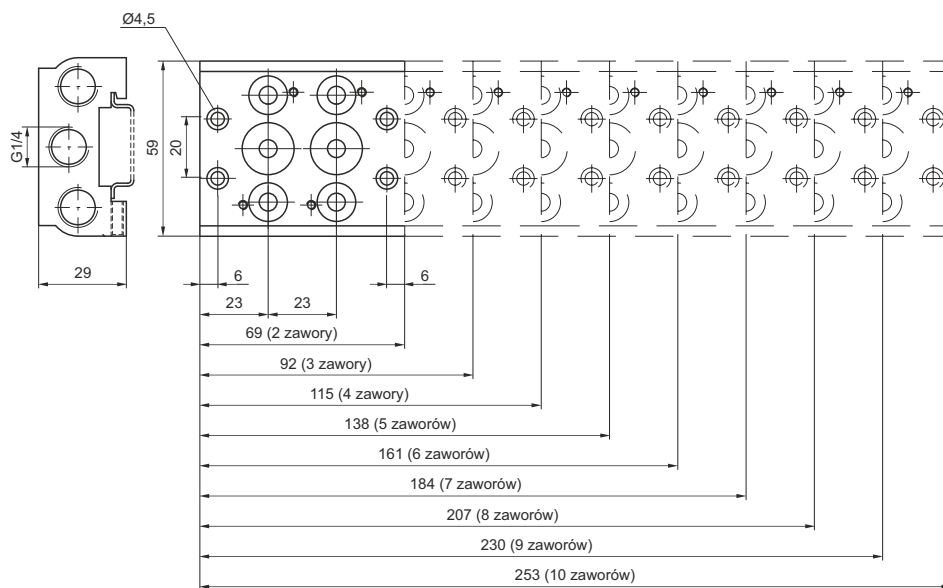 Ø4,5
G1/4
59
20
29
6
6
23
23
69 (2 zawory)
92 (3 zawory)
115 (4 zawory)
138 (5 zaworów)
161 (6 zaworów)
184 (7 zaworów)
207 (8 zaworów)
230 (9 zaworów)
253 (10 zaworów)